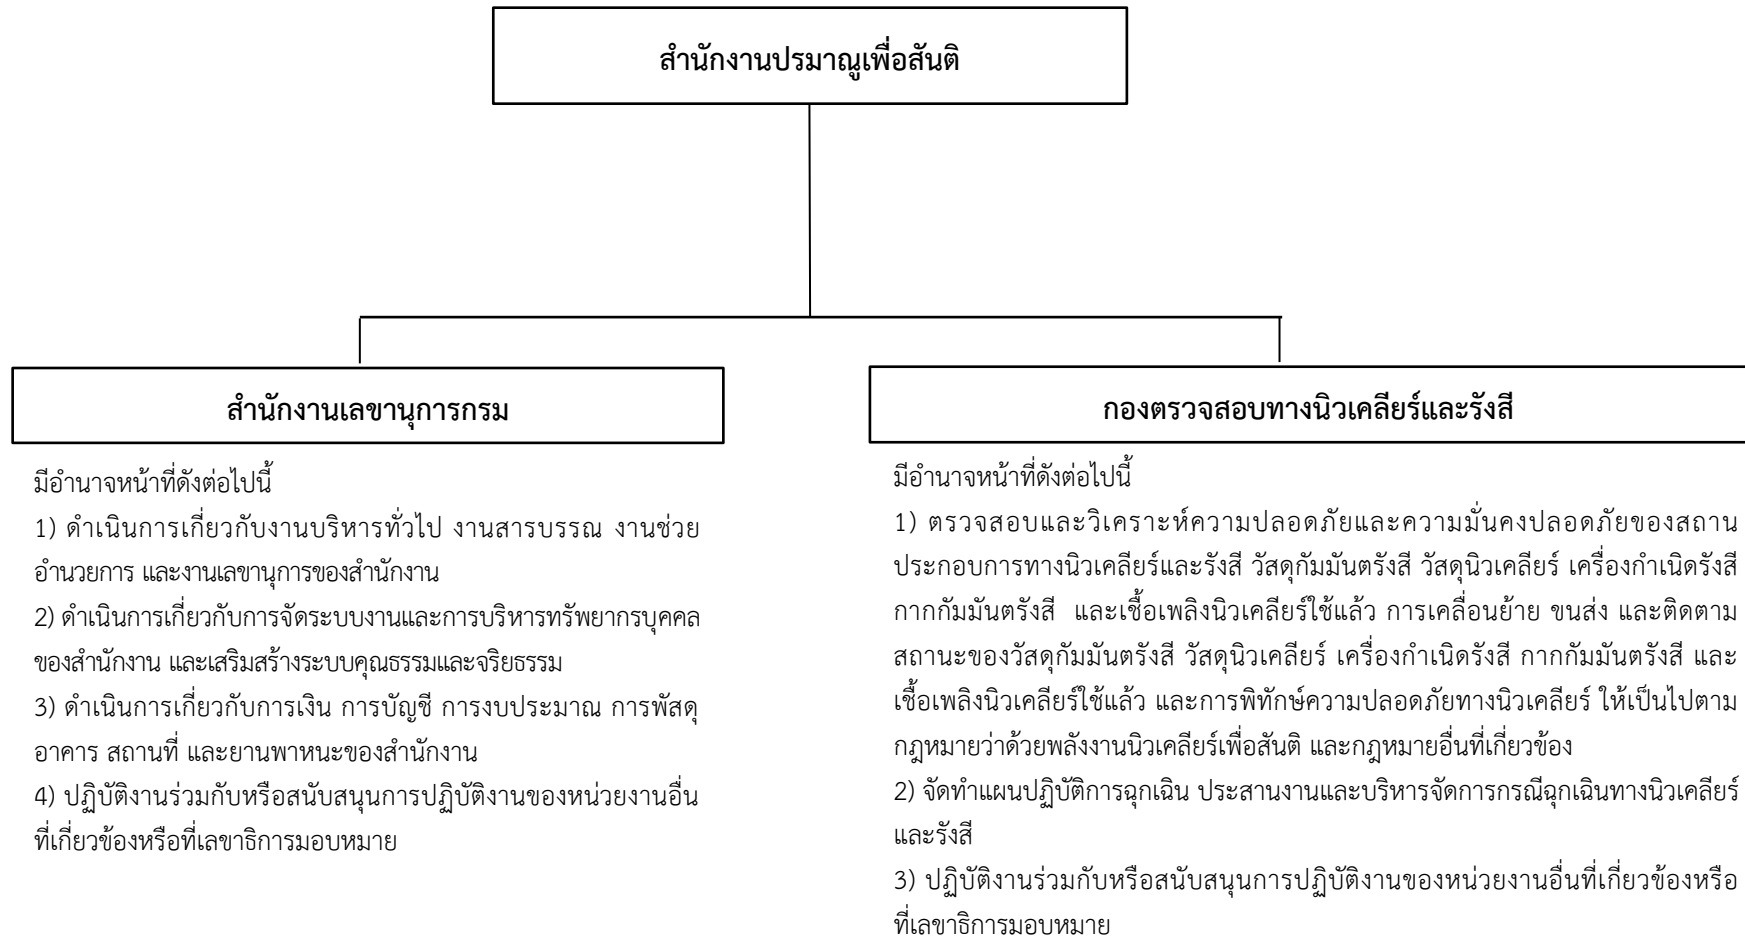 สำนักงานปรมาณูเพื่อสันติ
สำนักงานเลขานุการกรม
มีอำนาจหน้าที่ดังต่อไปนี้
1) ดำเนินการเกี่ยวกับงานบริหารทั่วไป งานสารบรรณ งานช่วย
อำนวยการ และงานเลขานุการของสำนักงาน
2) ดำเนินการเกี่ยวกับการจัดระบบงานและการบริหารทรัพยากรบุคคล
ของสำนักงาน และเสริมสร้างระบบคุณธรรมและจริยธรรม
3) ดำเนินการเกี่ยวกับการเงิน การบัญชี การงบประมาณ การพัสดุ
อาคาร สถานที่ และยานพาหนะของสำนักงาน
4) ปฏิบัติงานร่วมกับหรือสนับสนุนการปฏิบัติงานของหน่วยงานอื่น
ที่เกี่ยวข้องหรือที่เลขาธิการมอบหมาย
กองตรวจสอบทางนิวเคลียร์และรังสี
มีอำนาจหน้าที่ดังต่อไปนี้
1) ตรวจสอบและวิเคราะห์ความปลอดภัยและความมั่นคงปลอดภัยของสถาน
ประกอบการทางนิวเคลียร์และรังสี วัสดุกัมมันตรังสี วัสดุนิวเคลียร์ เครื่องกำเนิดรังสี
กากกัมมันตรังสี และเชื้อเพลิงนิวเคลียร์ใช้แล้ว การเคลื่อนย้าย ขนส่ง และติดตาม
สถานะของวัสดุกัมมันตรังสี วัสดุนิวเคลียร์ เครื่องกำเนิดรังสี กากกัมมันตรังสี และ
เชื้อเพลิงนิวเคลียร์ใช้แล้ว และการพิทักษ์ความปลอดภัยทางนิวเคลียร์ ให้เป็นไปตาม
กฎหมายว่าด้วยพลังงานนิวเคลียร์เพื่อสันติ และกฎหมายอื่นที่เกี่ยวข้อง
2) จัดทำแผนปฏิบัติการฉุกเฉิน ประสานงานและบริหารจัดการกรณีฉุกเฉินทางนิวเคลียร์
และรังสี
3) ปฏิบัติงานร่วมกับหรือสนับสนุนการปฏิบัติงานของหน่วยงานอื่นที่เกี่ยวข้องหรือ
ที่เลขาธิการมอบหมาย